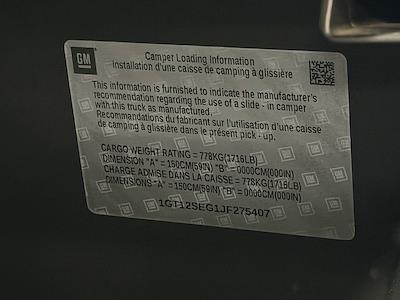 GM
Camper Loading Information
Installation d'une caisse de camping à glissière
This information is furnished to indicate the manufacturer's
recommendation regarding the use of a slide - in camper
with this truck as manufactured.
Recommandations du fabricant sur l'utilisation d'une caisse
de camping à glissière dans le présent pick - up.
CARGO WEIGHT RATING = 778KG(1716LB)
DIMENSION "A" = 150CM(59IN) "B" = 0000CM(000IN)
CHARGE ADMISE DANS LA CAISSE = 778KG(1716LB)
DIMENSIONS "A" = 150CM(59IN) "B" = 0000CM(000IN)
1GT12SEG1JF275407